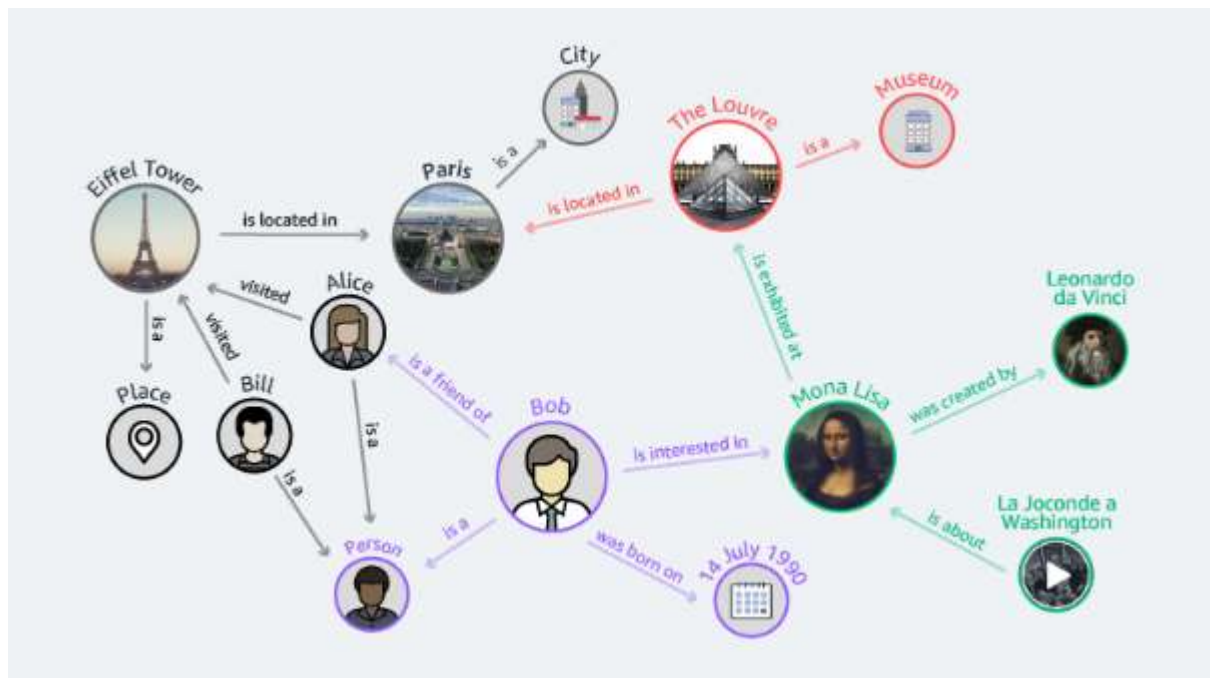 City
Museum
The Louvre
is a
is a
Eiffel Tower
Paris
is located in
is located in
Alice
visited
is exhibited at
Leonardo
da Vinci
is a
visited
Place
Bill
is a friend of
Bob
Mona Lisa
was created by
is a
is interested in
is a
La Joconde a
Washington
is about
Person
is a
was born on
14 July 1990